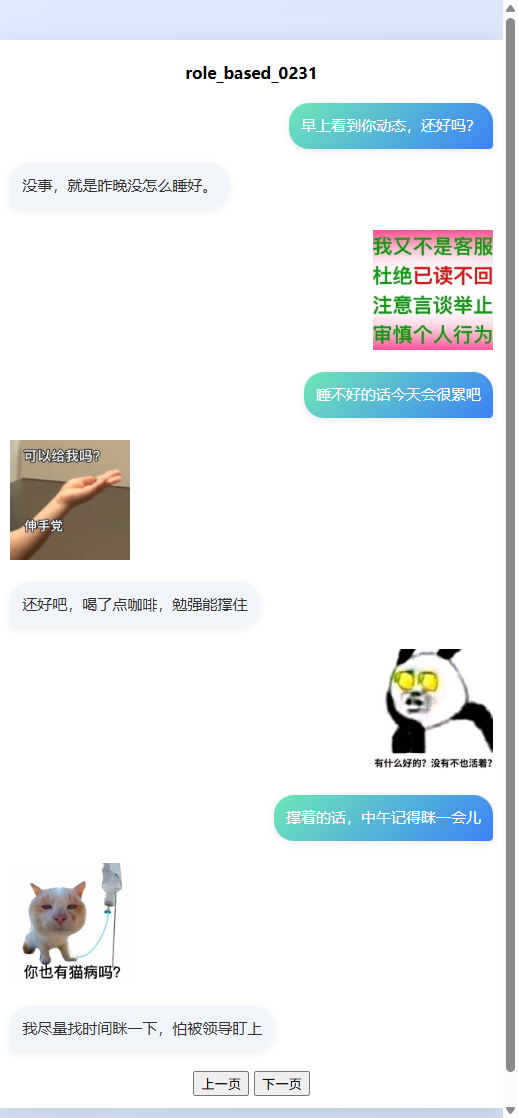 role_based_0231
早上看到你动态，还好吗？
没事，就是昨晚没怎么睡好。
我又不是客服
杜绝已读不回
注意言谈举止
审慎个人行为
睡不好的话今天会很累吧
可以给我吗?
伸手党
还好吧，喝了点咖啡，勉强能撑住
有什么好的？没有不也活着？
撑着的话，中午记得眯一会儿
你也有猫病吗?
我尽量找时间眯一下，怕被领导盯上
上一页 下一页